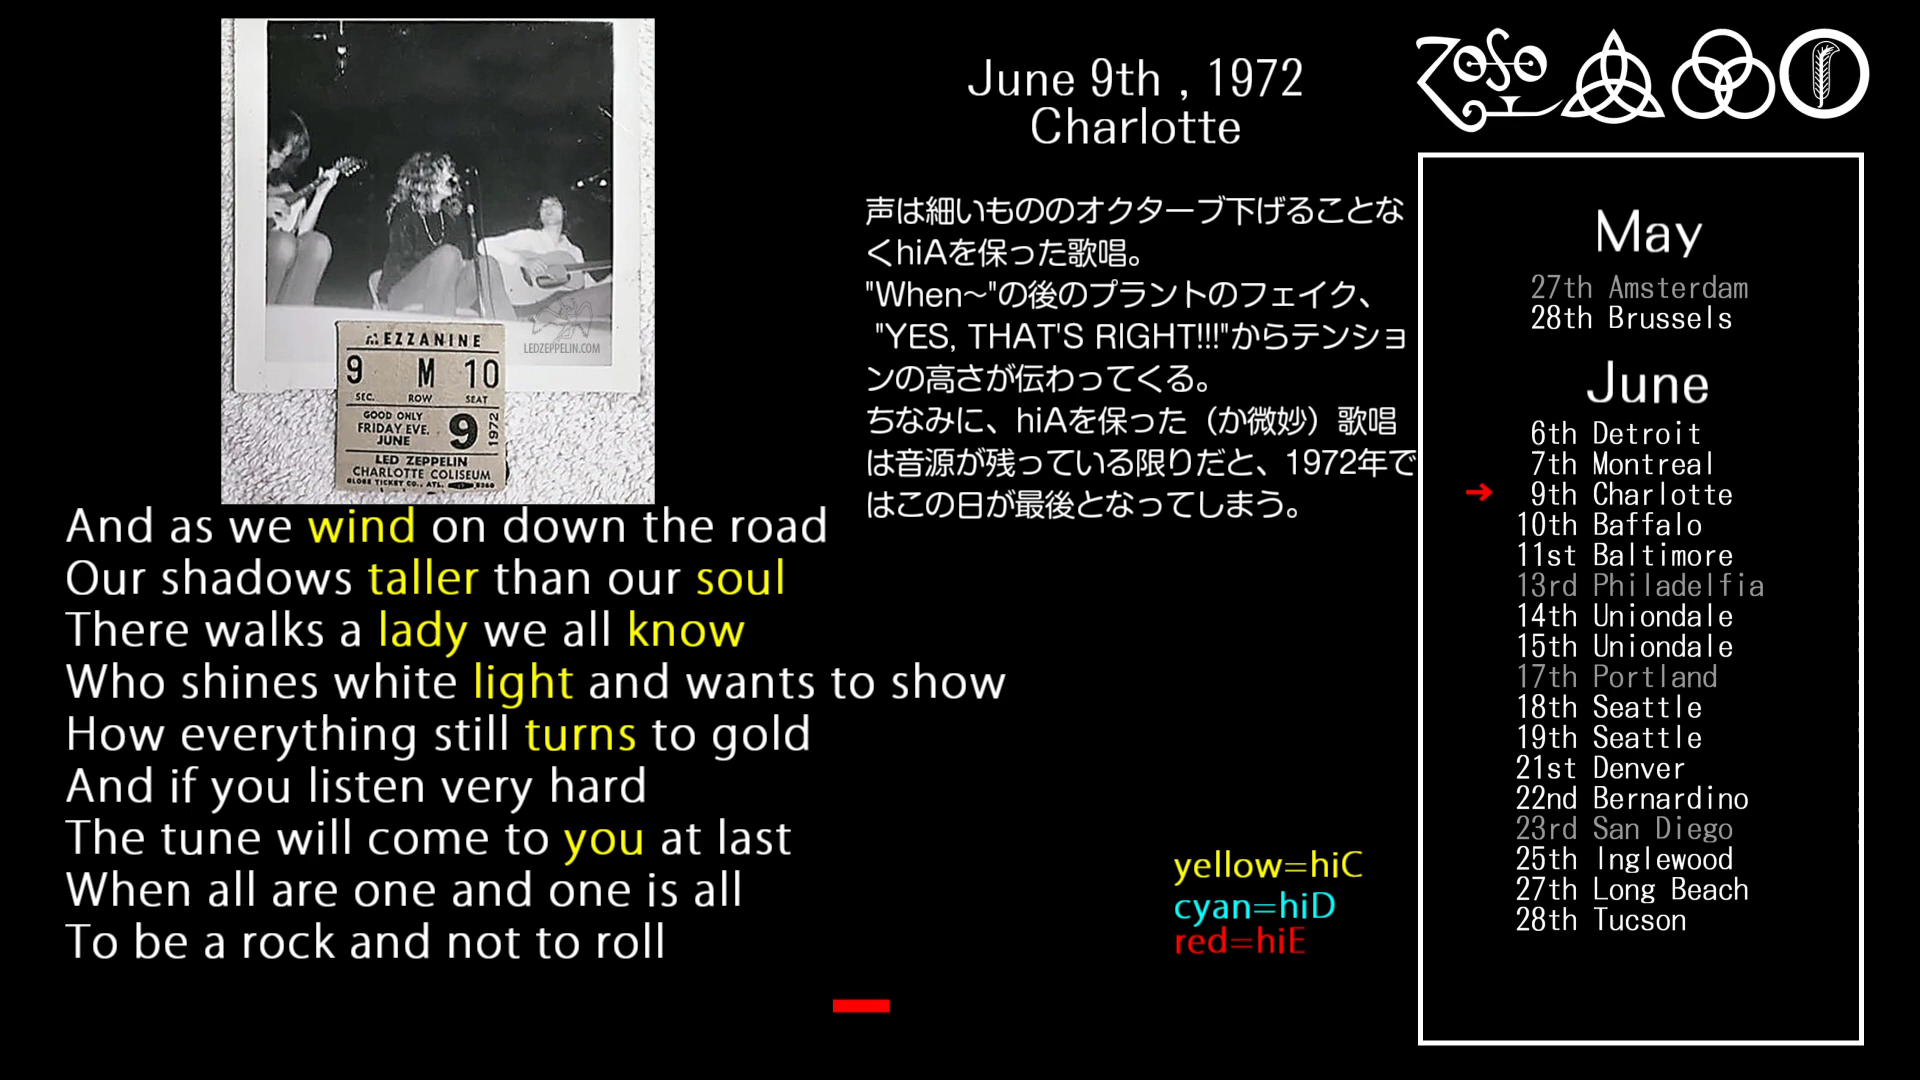 ZOSO
June 9th , 1972
Charlotte
声は細いもののオクターブ下げることな
くhiAを保った歌唱。
"When～"の後のプラントのフェイク、
"YES, THAT'S RIGHT!!!"からテンショ
ンの高さが伝わってくる。
ちなみに、hiAを保った（か微妙）歌唱
は音源が残っている限りだと、1972年で
はこの日が最後となってしまう。
LEDZEPPELIN.COM
MEZZANINE
9 M 10
SEC. ROW SEAT
GOOD ONLY
FRIDAY EVE.
JUNE 9 1972
LED ZEPPELIN
CHARLOTTE COLISEUM
GLOBE TICKET CO., ATL.
And as we wind on down the road
Our shadows taller than our soul
There walks a lady we all know
Who shines white light and wants to show
How everything still turns to gold
And if you listen very hard
The tune will come to you at last
When all are one and one is all
To be a rock and not to roll
yellow=hiC
cyan=hiD
red=hiE
May
27th Amsterdam
28th Brussels
June
6th Detroit
7th Montreal
→ 9th Charlotte
10th Baffalo
11st Baltimore
13rd Philadelfia
14th Uniondale
15th Uniondale
17th Portland
18th Seattle
19th Seattle
21st Denver
22nd Bernardino
23rd San Diego
25th Inglewood
27th Long Beach
28th Tucson